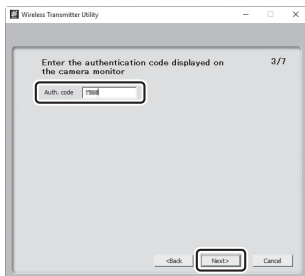 Wireless Transmitter Utility
Enter the authentication code displayed on
the camera monitor
3/7
Auth. code
<Back
Next>
Cancel